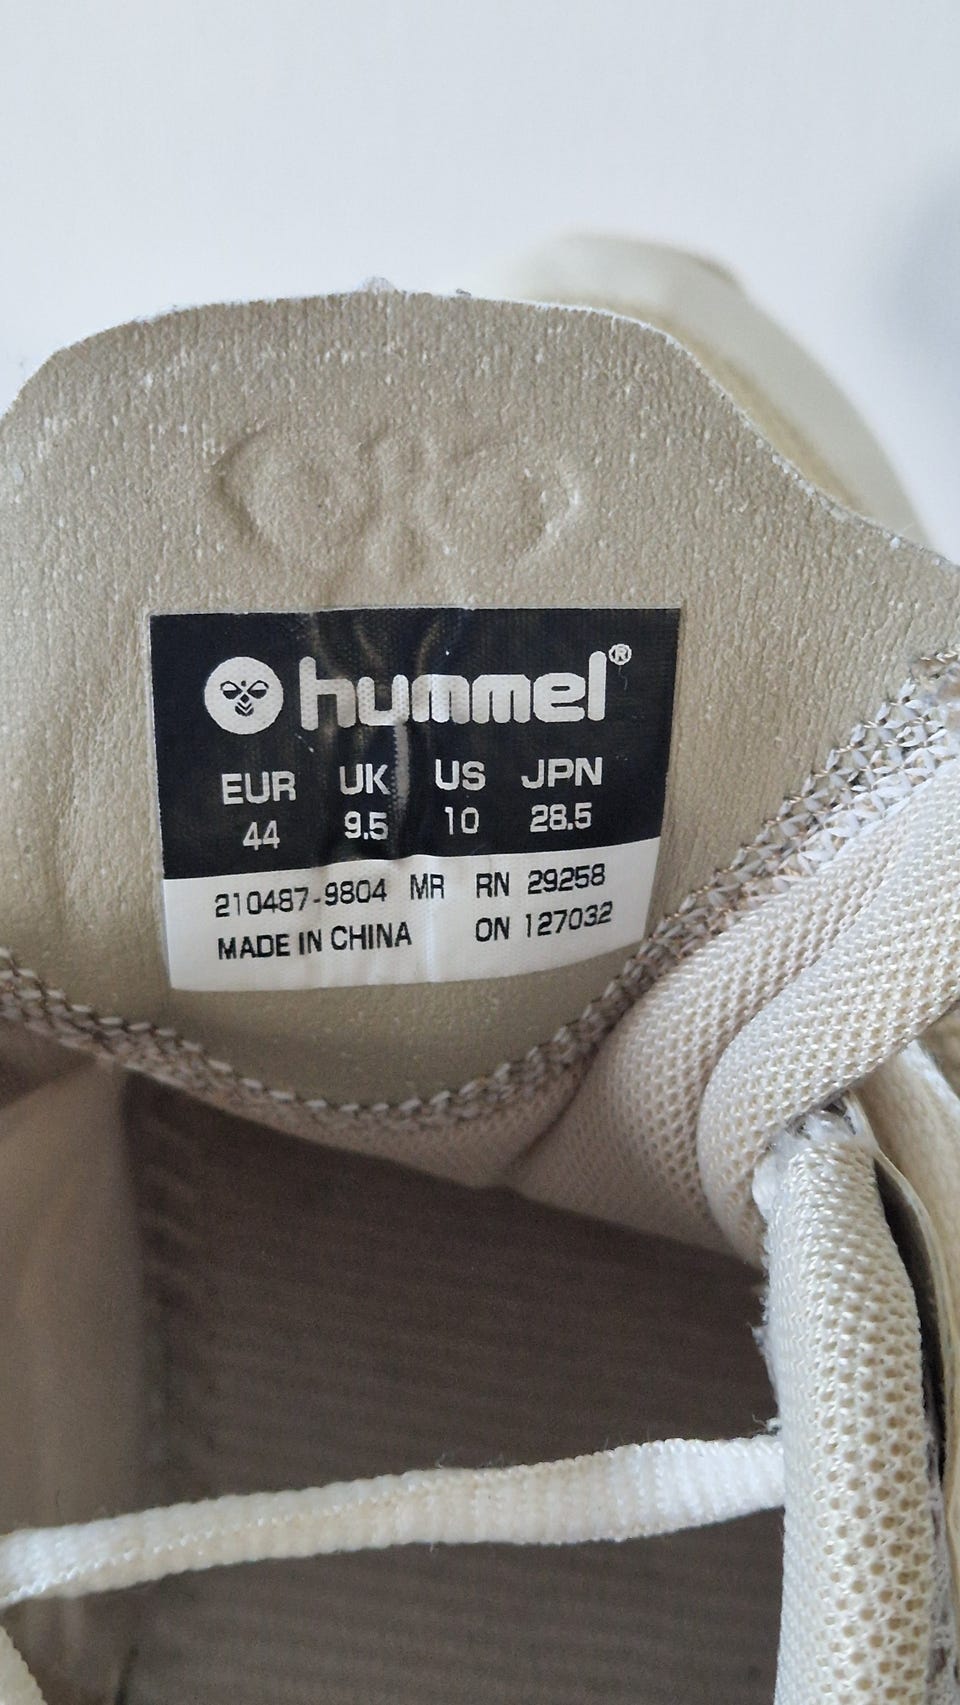 hummel®
EUR UK US JPN
44 9.5 10 28.5
210487-9804 MR RN 29258
MADE IN CHINA ON 127032